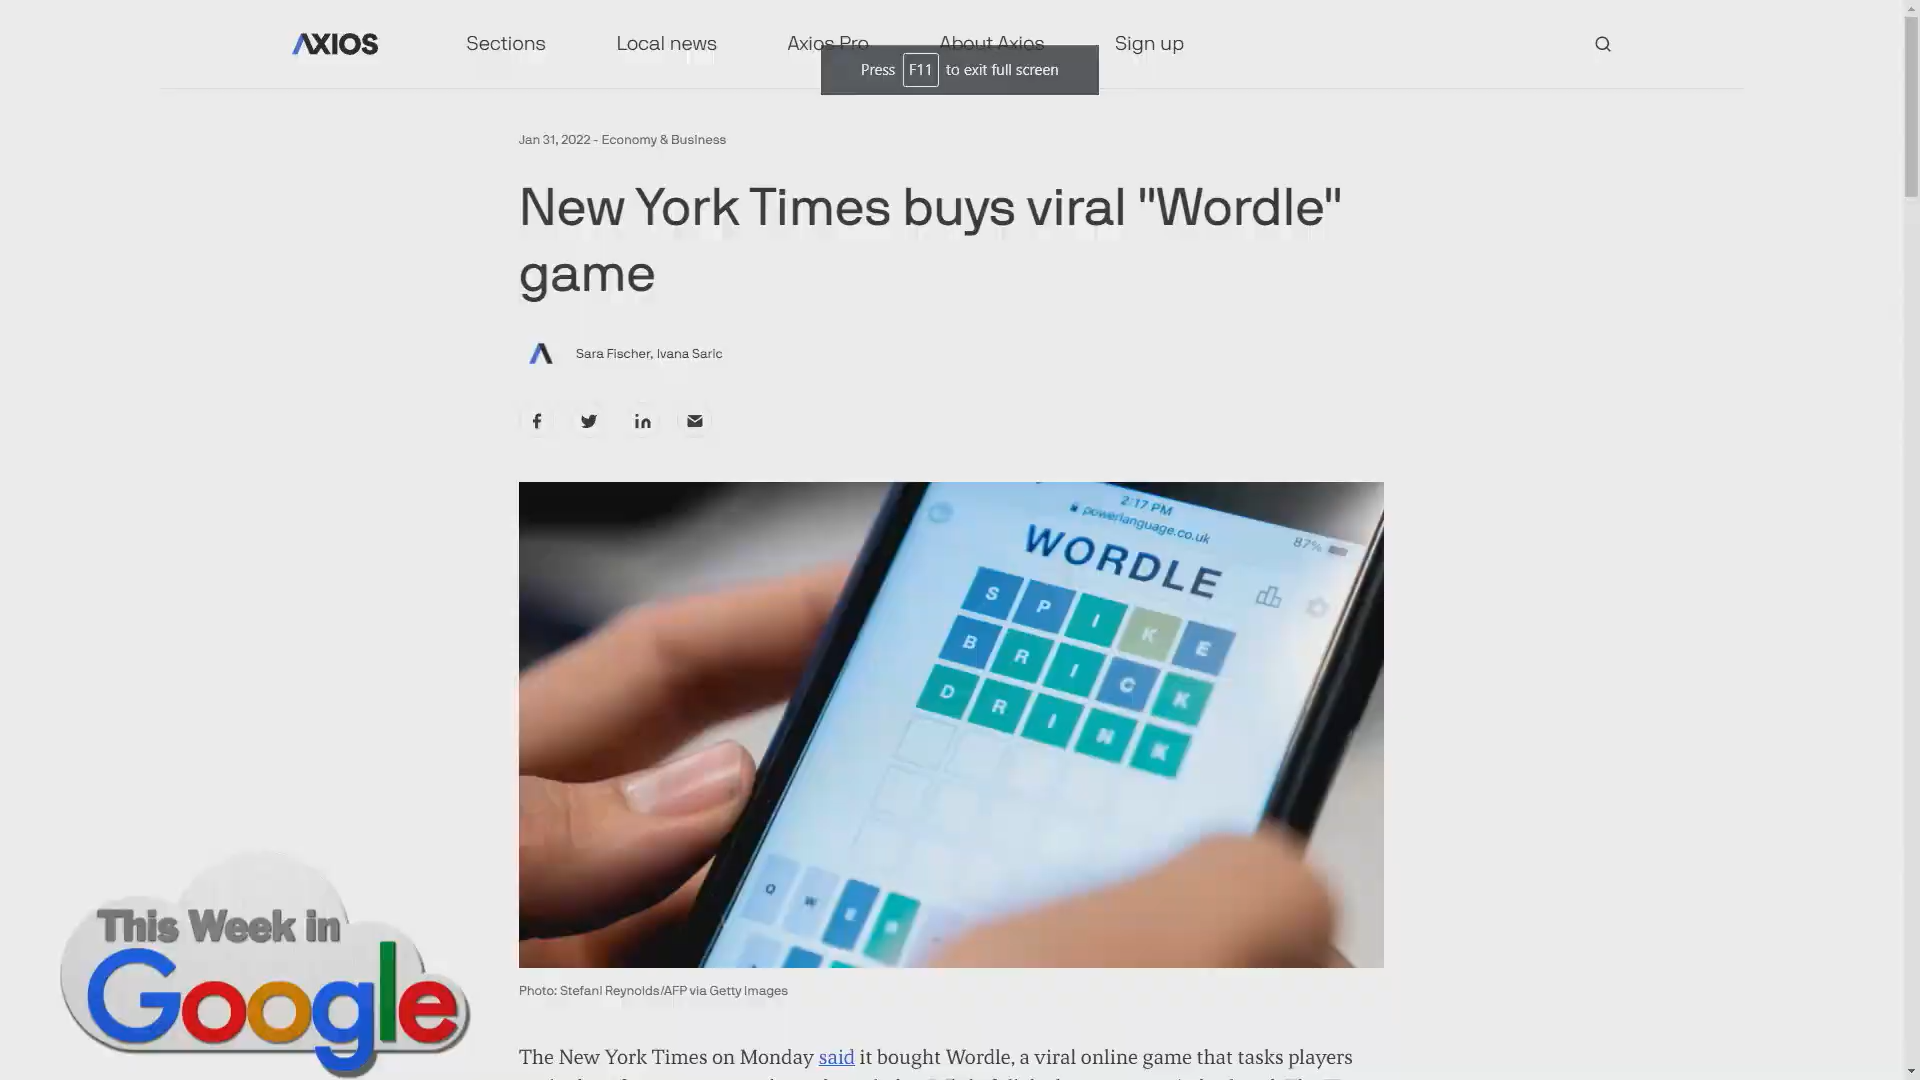 AXIOS
Sections
Local news
Axios Pro
About Axios
Sign up
Press F11 to exit full screen
Jan 31, 2022 - Economy & Business
New York Times buys viral "Wordle"
game
Sara Fischer, Ivana Saric
2:17 PM
powerlanguage.co.uk
87%
WORDLE
S P I K E
B R I C K
D R I N K
Q W E R
Photo: Stefani Reynolds/AFP via Getty Images
The New York Times on Monday said it bought Wordle, a viral online game that tasks players
This Week in
Google